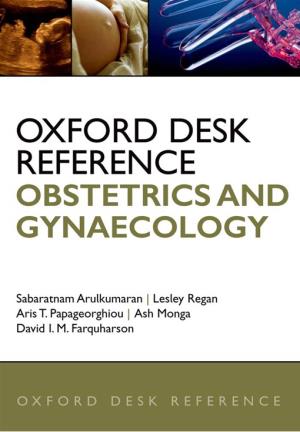 OXFORD DESK
REFERENCE
OBSTETRICS AND
GYNAECOLOGY
Sabaratnam Arulkumaran | Lesley Regan
Aris T. Papageorghiou | Ash Monga
David I. M. Farquharson
OXFORD DESK REFERENCE